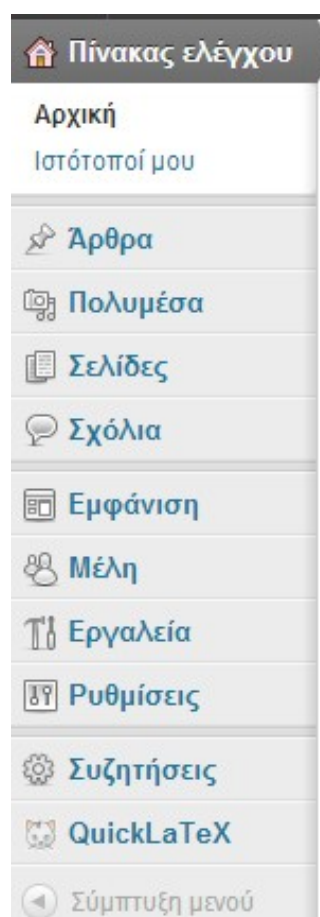 Πίνακας ελέγχου
Αρχική
Ιστότοποί μου
Άρθρα
Πολυμέσα
Σελίδες
Σχόλια
Εμφάνιση
Μέλη
Εργαλεία
Ρυθμίσεις
Συζητήσεις
QuickLaTeX
Σύμπτυξη μενού